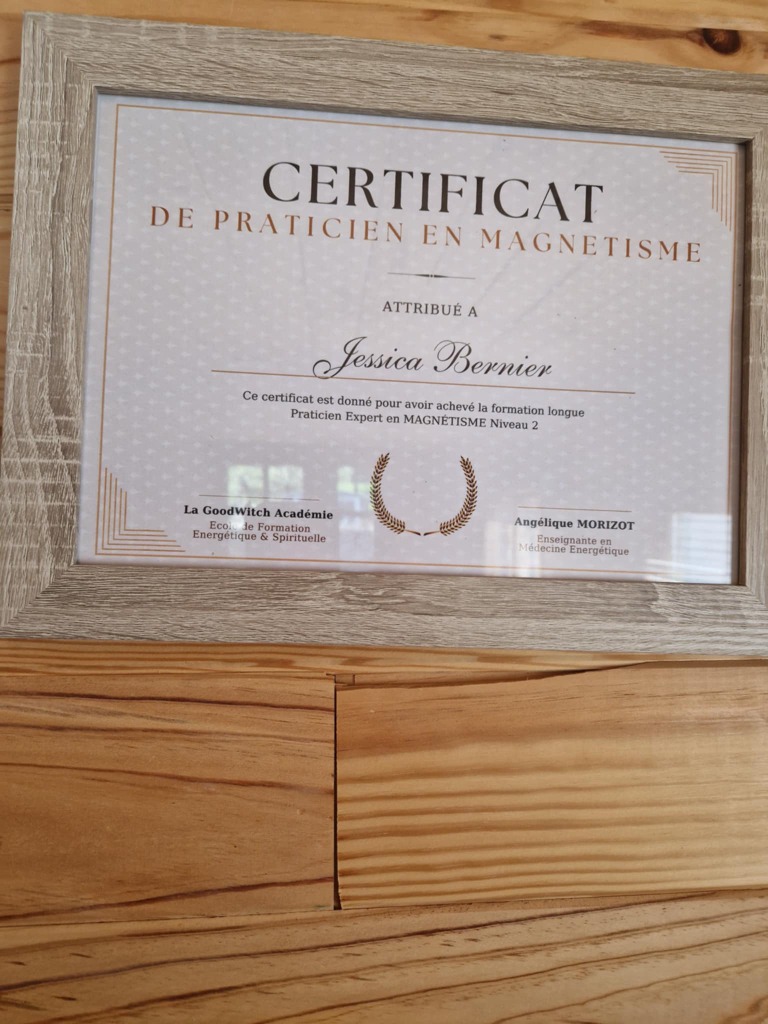 CERTIFICAT
DE PRATICIEN EN MAGNETISME
ATTRIBUÉ A
Jessica Bernier
Ce certificat est donné pour avoir achevé la formation longue
Praticien Expert en MAGNÉTISME Niveau 2
La GoodWitch Académie
Ecole de Formation
Energétique & Spirituelle
Angélique MORIZOT
Enseignante en
Médecine Energétique